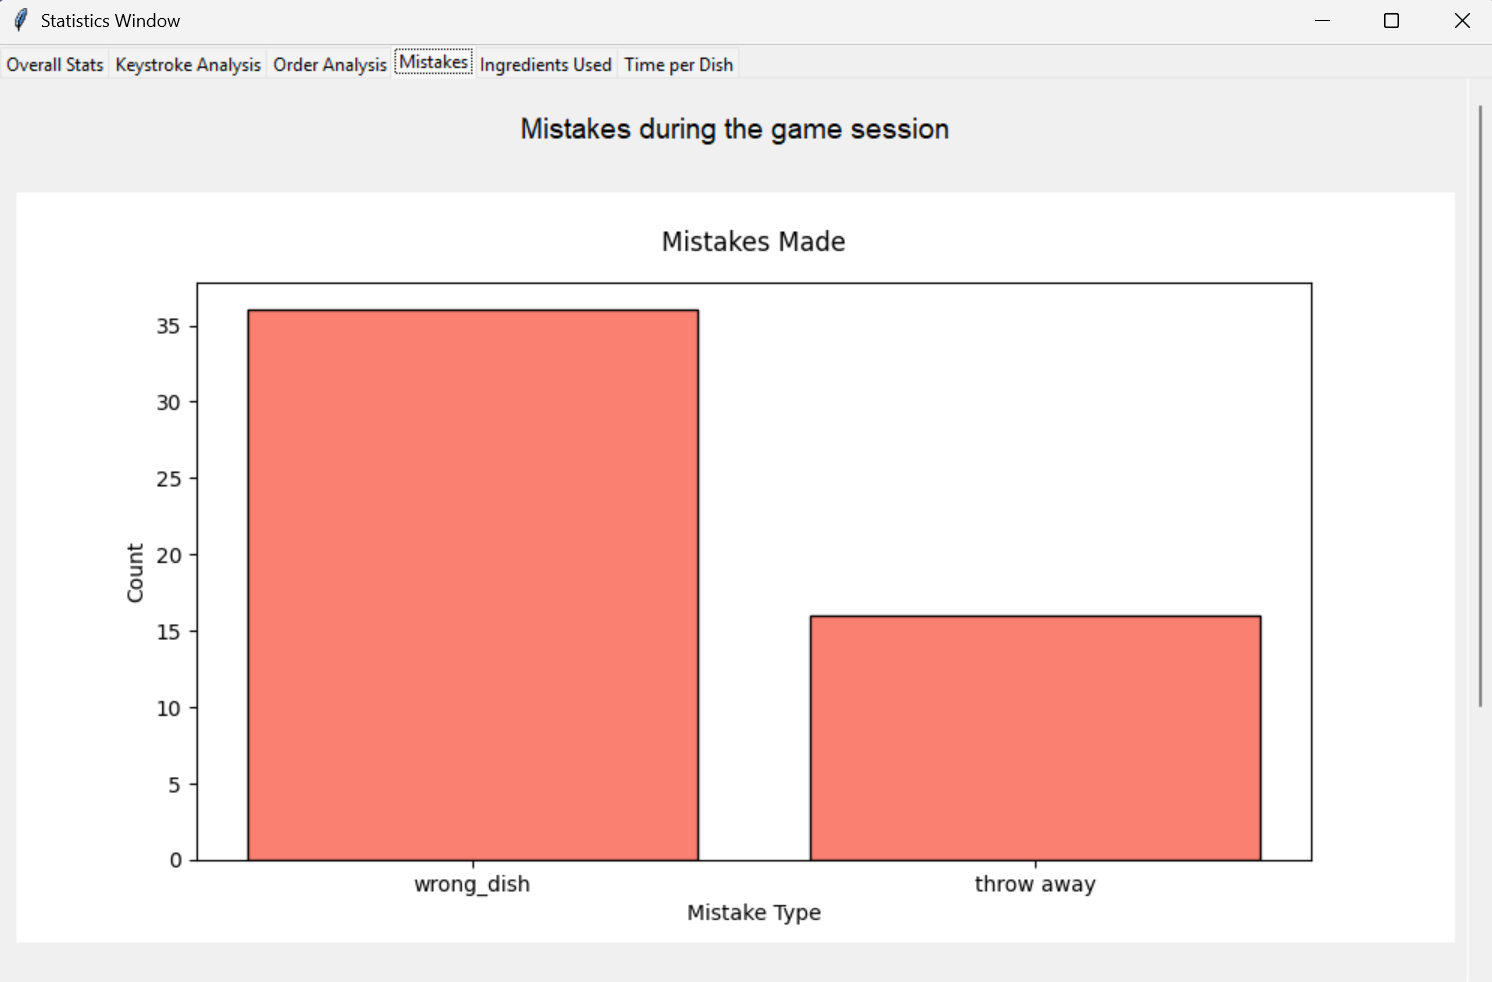 Statistics Window
Overall Stats Keystroke Analysis Order Analysis Mistakes Ingredients Used Time per Dish
Mistakes during the game session
Mistakes Made
35
30
25
20
15
10
5
0
Count
wrong_dish throw away
Mistake Type